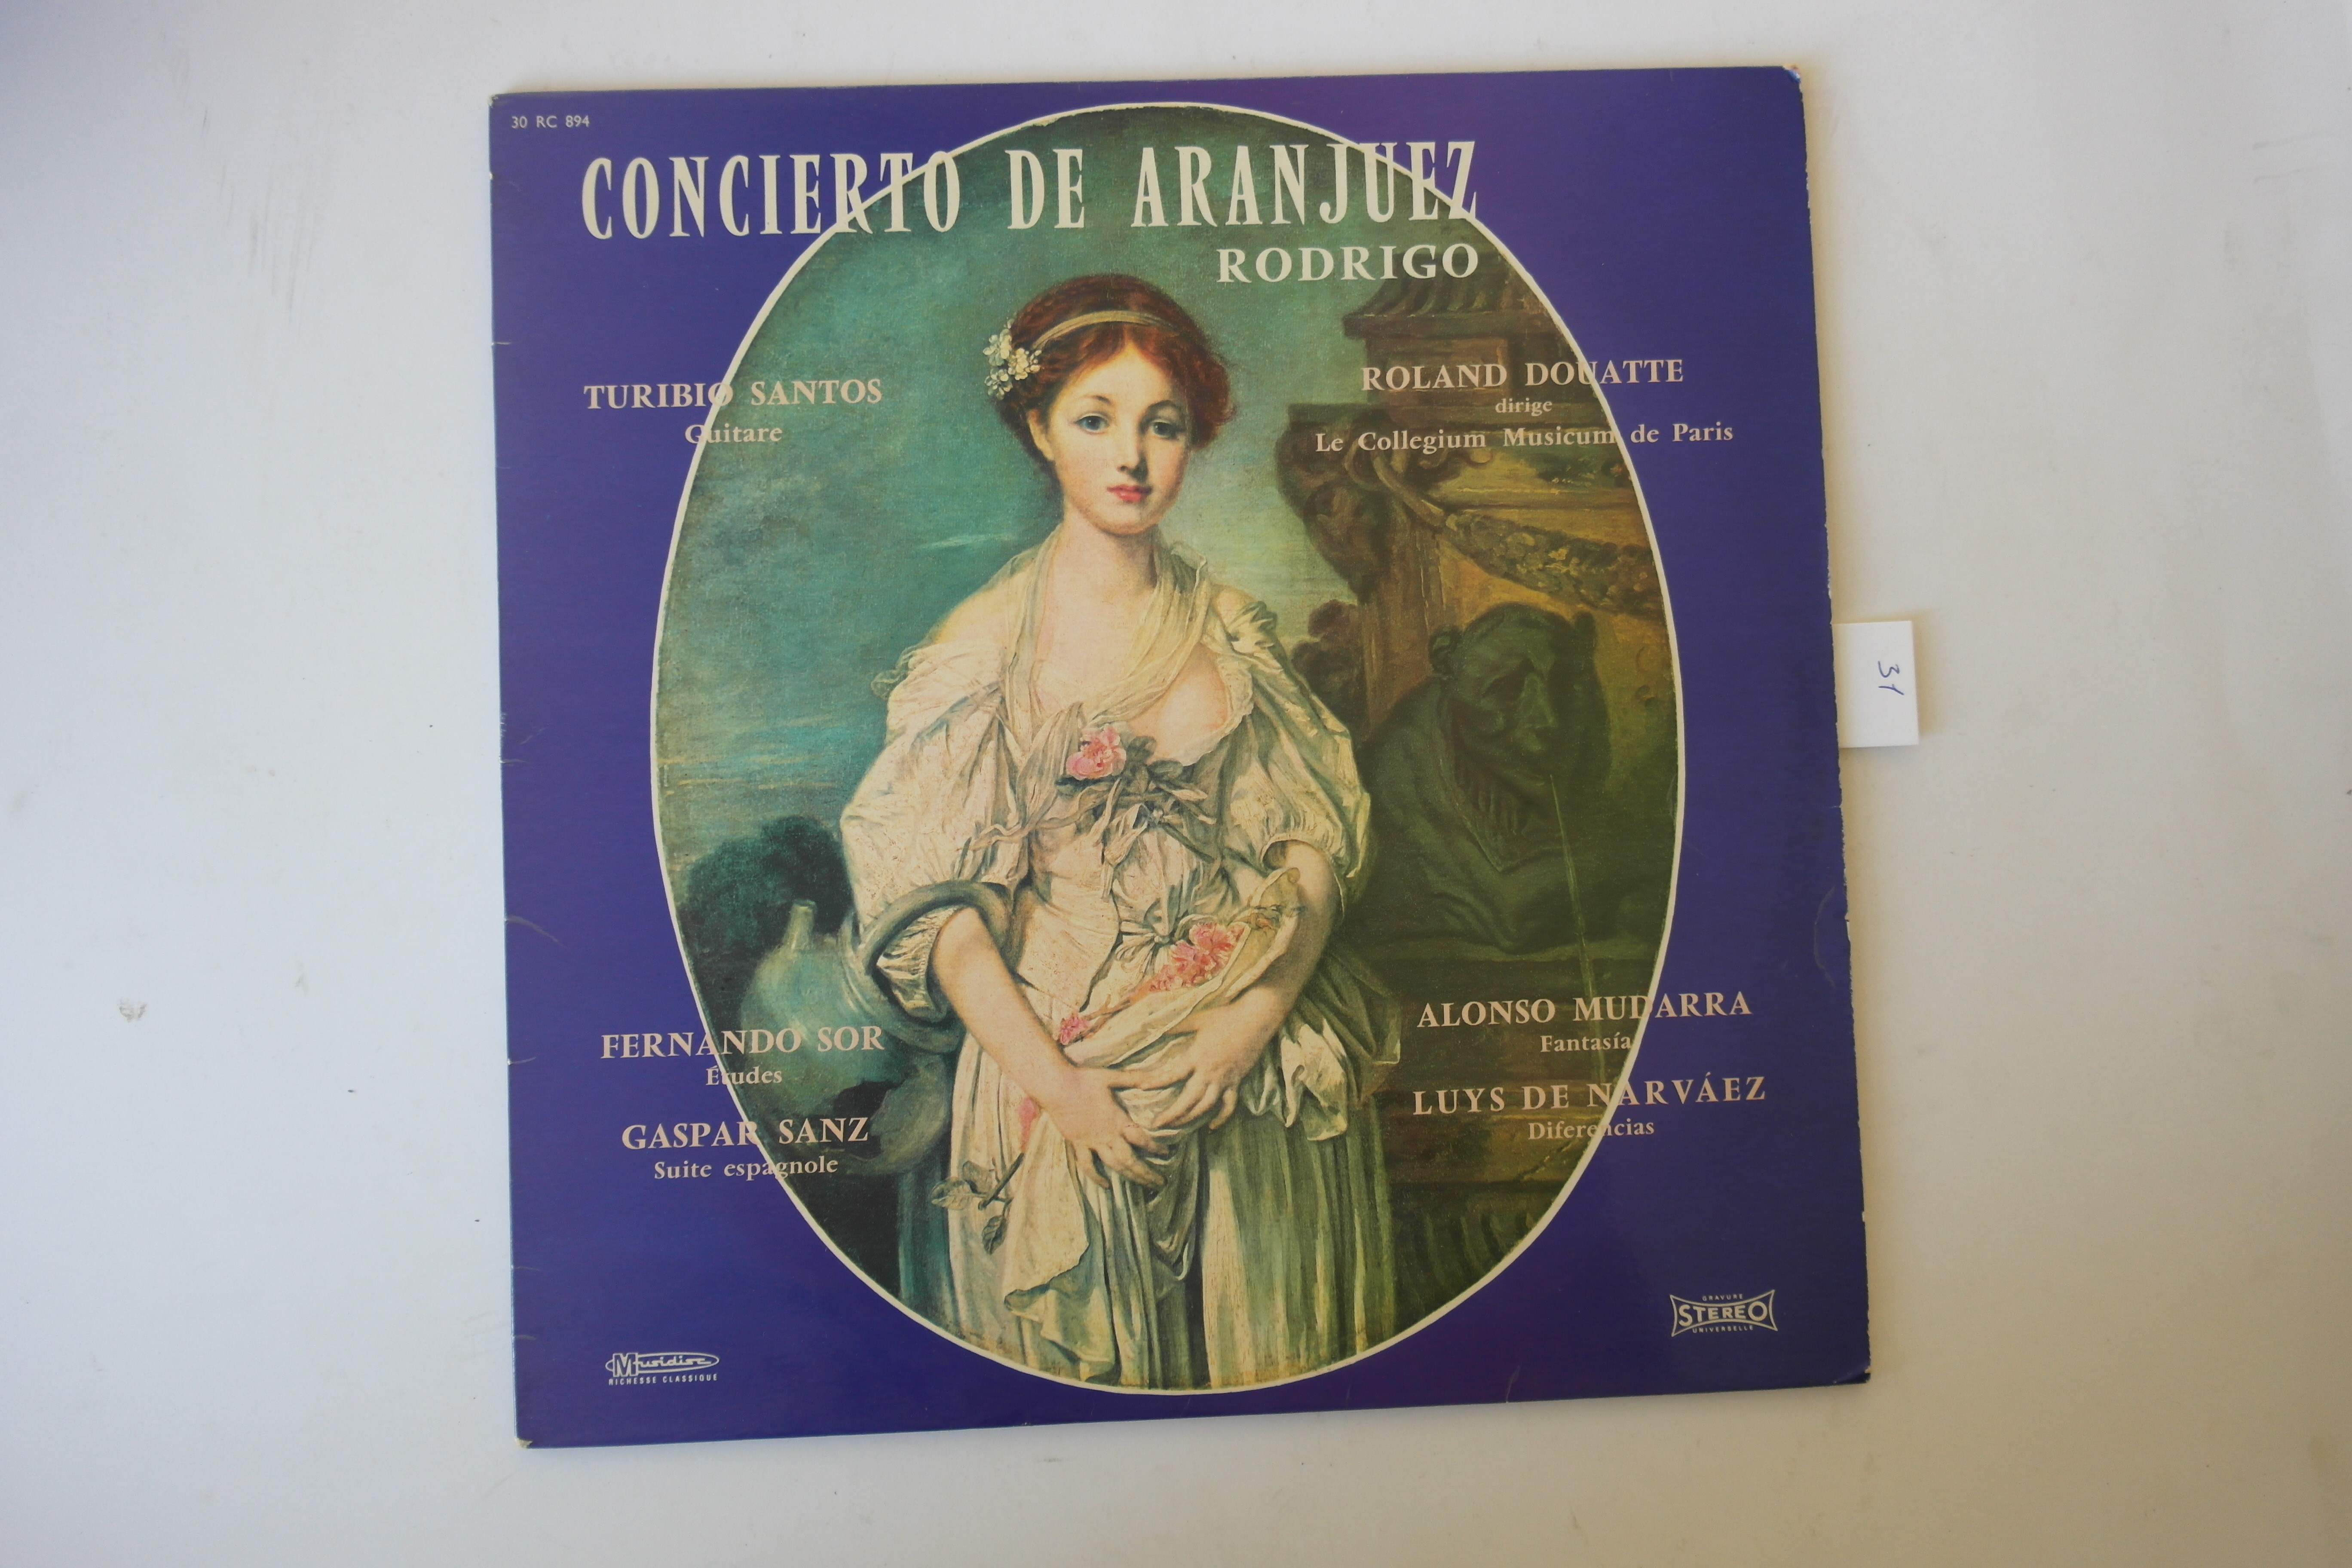 30 RC 894
CONCIERTO DE ARANJUEZ
RODRIGO
TURIBIO SANTOS
Guitare
ROLAND DOUATTE
dirige
Le Collegium Musicum de Paris
FERNANDO SOR
Études
GASPAR SANZ
Suite espagnole
ALONSO MUDARRA
Fantasía
LUYS DE NARVÁEZ
Diferencias
Musidisc
RICHESSE CLASSIQUE
GRAVURE
STEREO
UNIVERSELLE
31